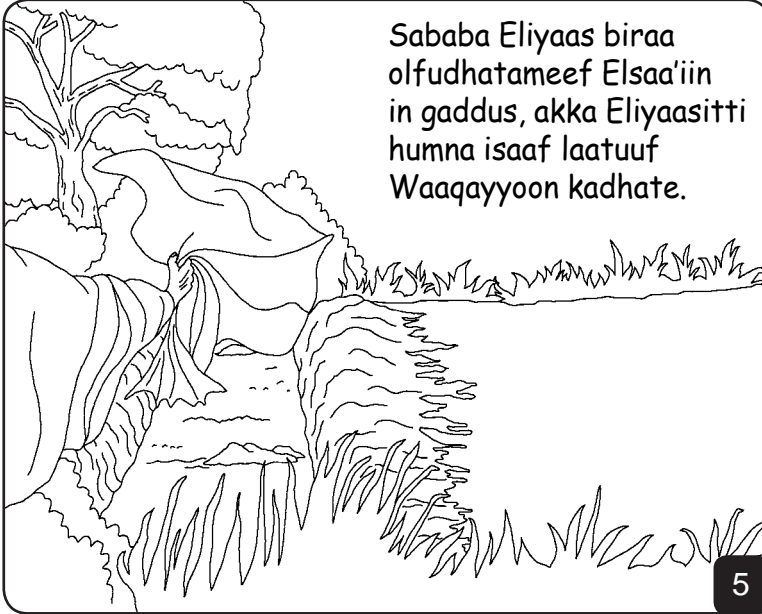 Sababa Eliyaas biraa
olfudhatameef Elsaa'iin
in gaddus, akka Eliyaasitti
humna isaaf laatuuf
Waaqayyoon kadhate.
5